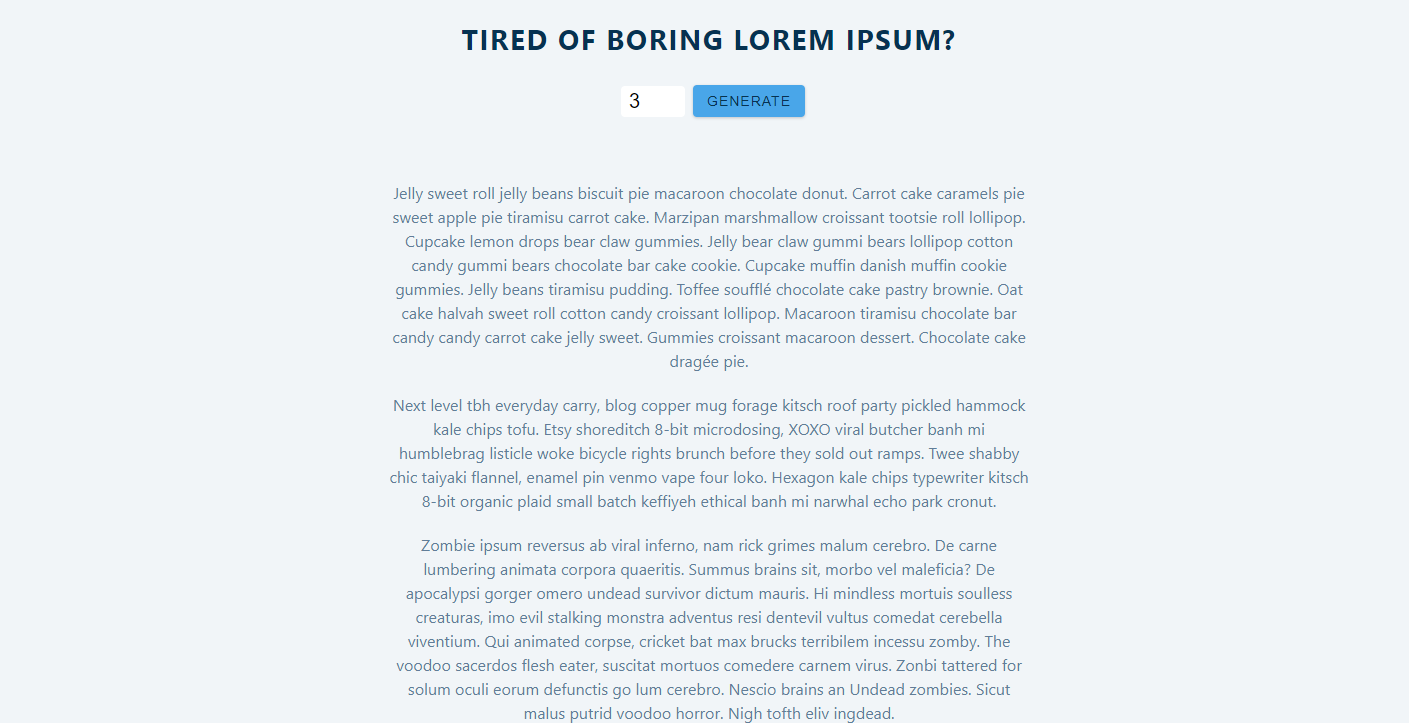 TIRED OF BORING LOREM IPSUM?
3 GENERATE
Jelly sweet roll jelly beans biscuit pie macaroon chocolate donut. Carrot cake caramels pie
sweet apple pie tiramisu carrot cake. Marzipan marshmallow croissant tootsie roll lollipop.
Cupcake lemon drops bear claw gummies. Jelly bear claw gummi bears lollipop cotton
candy gummi bears chocolate bar cake cookie. Cupcake muffin danish muffin cookie
gummies. Jelly beans tiramisu pudding. Toffee soufflé chocolate cake pastry brownie. Oat
cake halvah sweet roll cotton candy croissant lollipop. Macaroon tiramisu chocolate bar
candy candy carrot cake jelly sweet. Gummies croissant macaroon dessert. Chocolate cake
dragée pie.
Next level tbh everyday carry, blog copper mug forage kitsch roof party pickled hammock
kale chips tofu. Etsy shoreditch 8-bit microdosing, XOXO viral butcher banh mi
humblebrag listicle woke bicycle rights brunch before they sold out ramps. Twee shabby
chic taiyaki flannel, enamel pin venmo vape four loko. Hexagon kale chips typewriter kitsch
8-bit organic plaid small batch keffiyeh ethical banh mi narwhal echo park cronut.
Zombie ipsum reversus ab viral inferno, nam rick grimes malum cerebro. De carne
lumbering animata corpora quaeritis. Summus brains sit, morbo vel maleficia? De
apocalypsi gorger omero undead survivor dictum mauris. Hi mindless mortuis soulless
creaturas, imo evil stalking monstra adventus resi dentevil vultus comedat cerebella
viventium. Qui animated corpse, cricket bat max brucks terribilem incessu zomby. The
voodoo sacerdos flesh eater, suscitat mortuos comedere carnem virus. Zonbi tattered for
solum oculi eorum defunctis go lum cerebro. Nescio brains an Undead zombies. Sicut
malus putrid voodoo horror. Nigh tofth eliv ingdead.